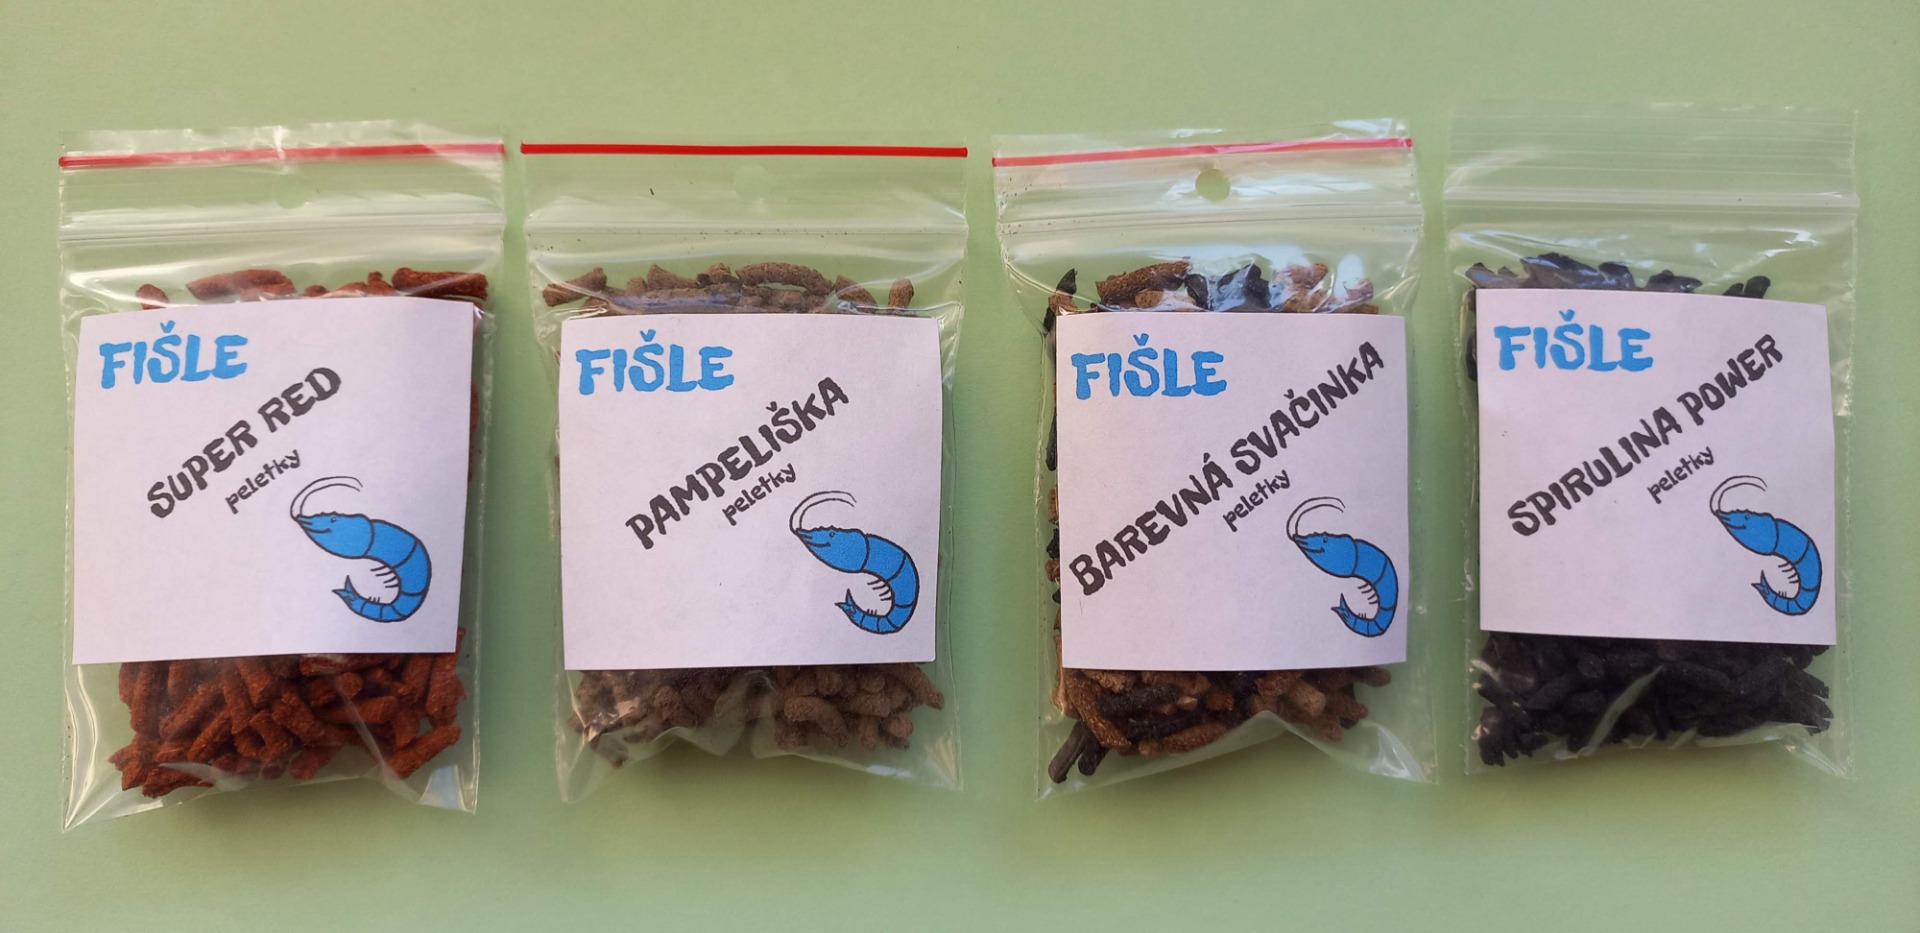 FIŠLE
SUPER RED
peletky
FIŠLE
PAMPELIŠKA
peletky
FIŠLE
BAREVNÁ SVAČINKA
peletky
FIŠLE
SPIRULINA POWER
peletky